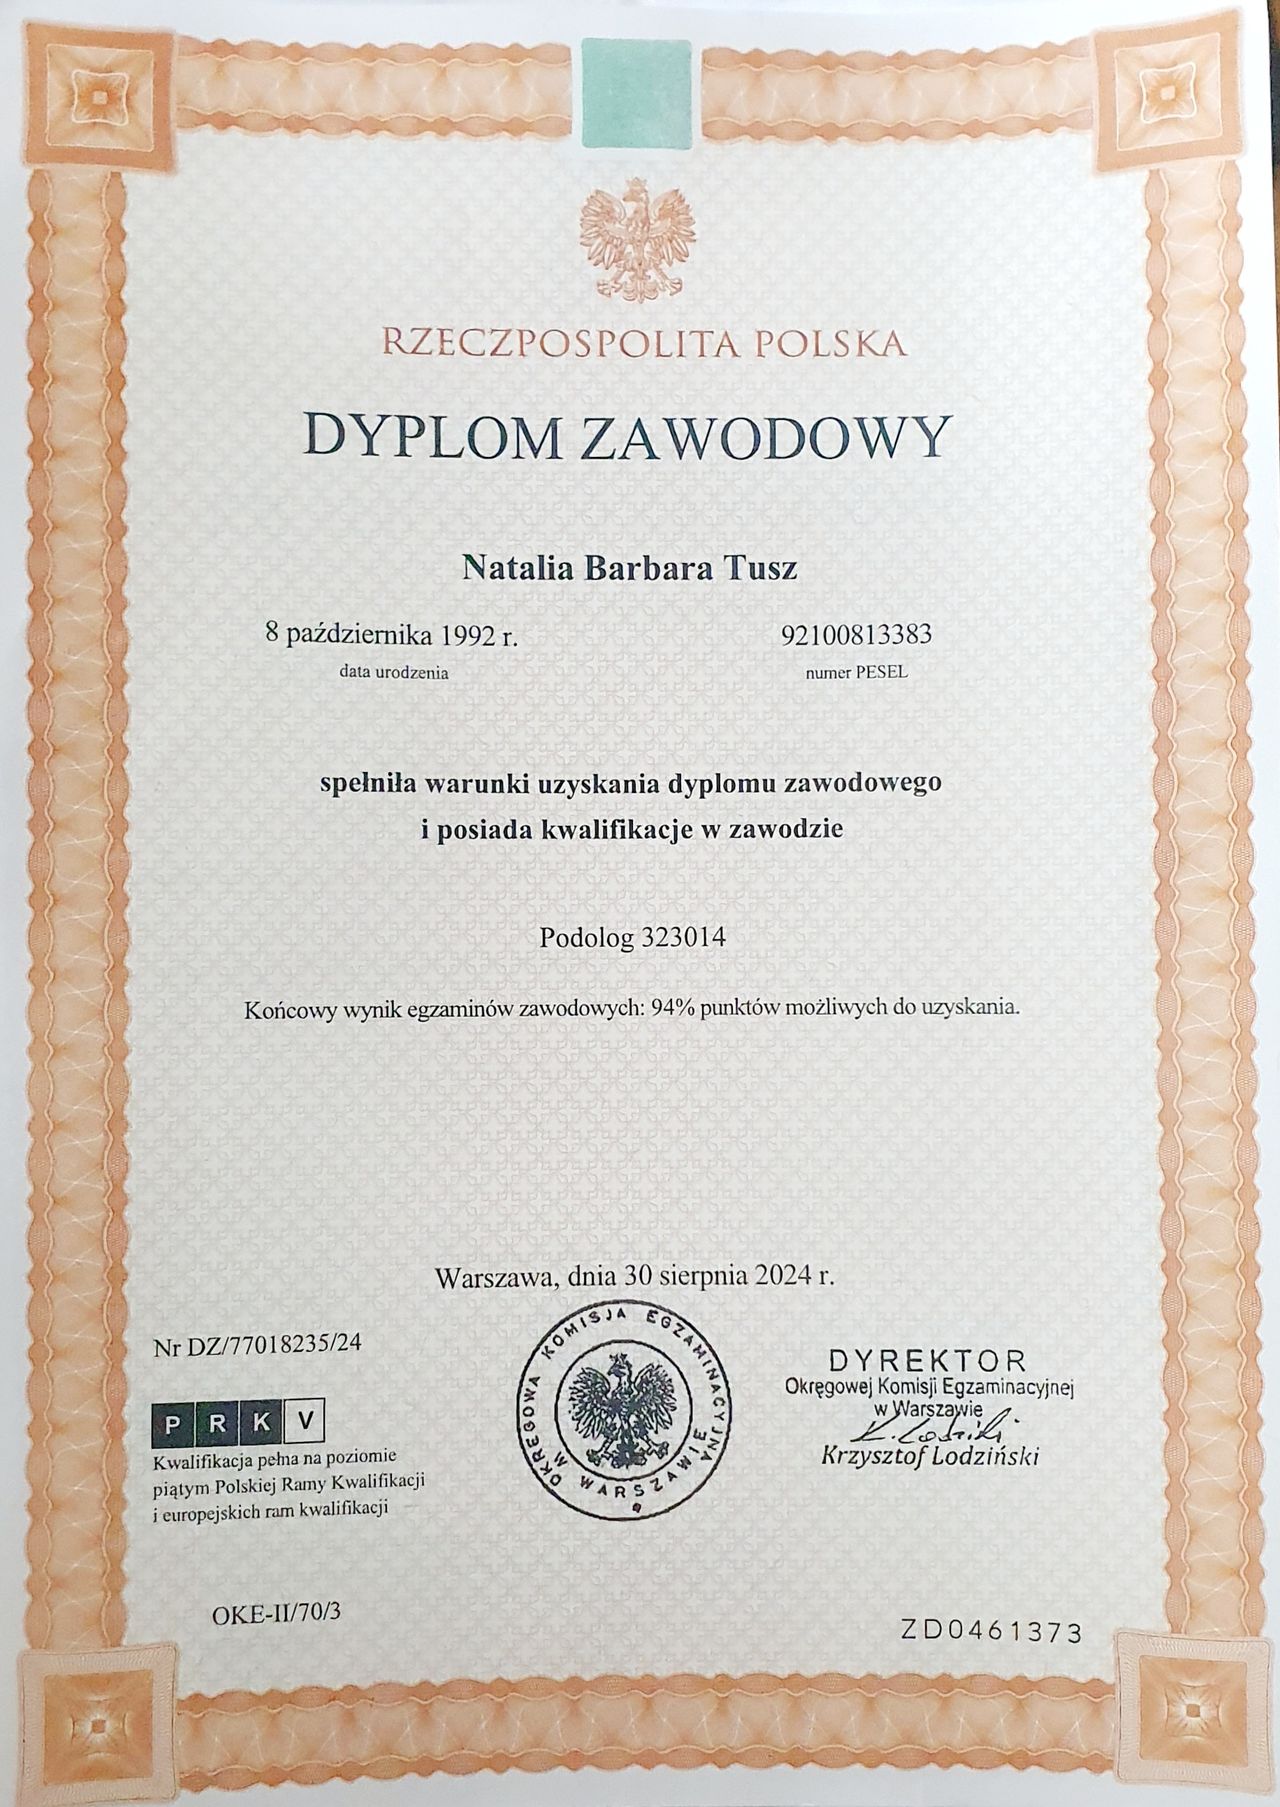 RZECZPOSPOLITA POLSKA
DYPLOM ZAWODOWY
Natalia Barbara Tusz
8 października 1992 r. 92100813383
data urodzenia numer PESEL
spełniła warunki uzyskania dyplomu zawodowego
i posiada kwalifikacje w zawodzie
Podolog 323014
Końcowy wynik egzaminów zawodowych: 94% punktów możliwych do uzyskania.
Warszawa, dnia 30 sierpnia 2024 r.
Nr DZ/77018235/24
PRK V
Kwalifikacja pełna na poziomie
piątym Polskiej Ramy Kwalifikacji
i europejskich ram kwalifikacji
OKRĘGOWA KOMISJA EGZAMINACYJNA
W WARSZAWIE
DYREKTOR
Okręgowej Komisji Egzaminacyjnej
w Warszawie
K. Lodziński
Krzysztof Lodziński
OKE-II/70/3
ZD0461373